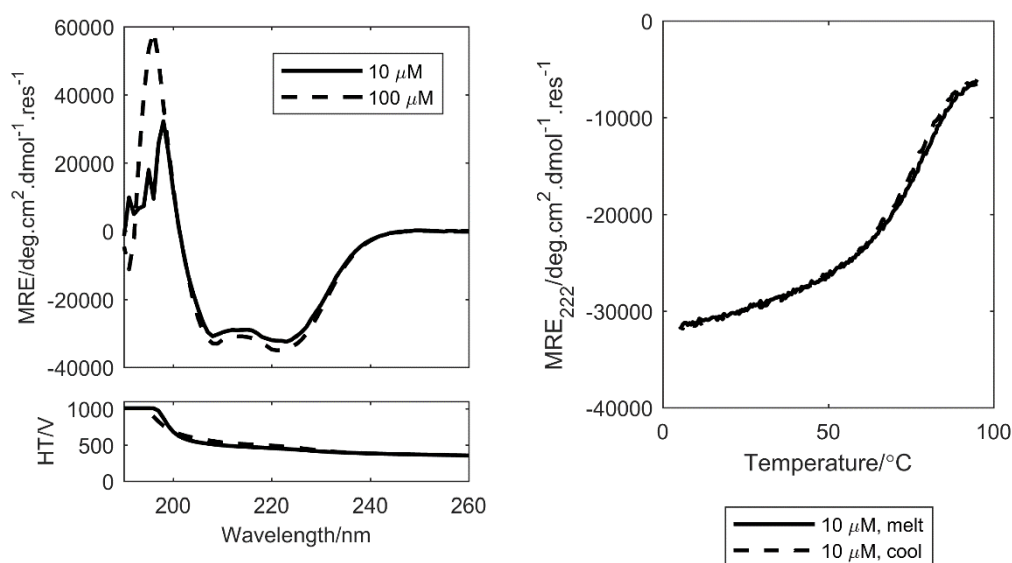 60000
40000
20000
0
-20000
-40000
MRE/deg.cm².dmol⁻¹.res⁻¹
10 μM
100 μM
1000
500
0
HT/V
200
220
240
260
Wavelength/nm
0
-10000
-20000
-30000
-40000
MRE₂₂₂/deg.cm².dmol⁻¹.res⁻¹
0
50
100
Temperature/°C
10 μM, melt
10 μM, cool